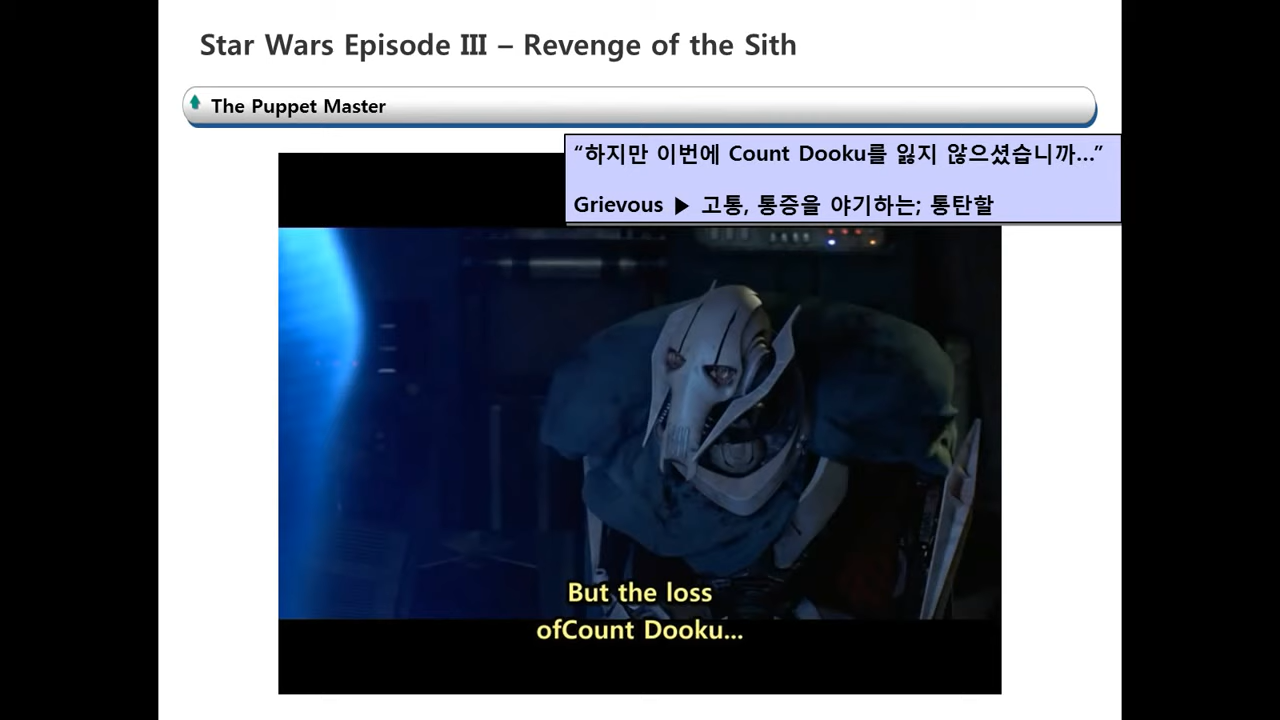 Star Wars Episode III – Revenge of the Sith
The Puppet Master
“하지만 이번에 Count Dooku를 잃지 않으셨습니까...”
Grievous ▶ 고통, 통증을 야기하는; 통탄할
But the loss
ofCount Dooku...